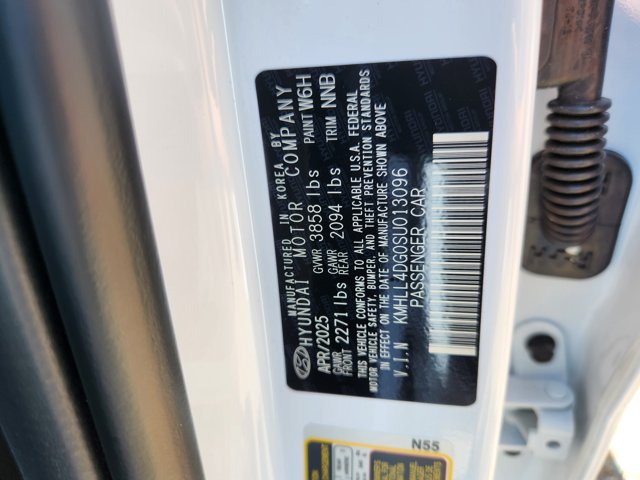 MANUFACTURED IN KOREA BY
HYUNDAI MOTOR COMPANY
APR/2025 GVWR 3858 lbs PAINT W6H
GAWR FRONT 2271 lbs GAWR REAR 2094 lbs TRIM NNB
THIS VEHICLE CONFORMS TO ALL APPLICABLE U.S.A. FEDERAL
MOTOR VEHICLE SAFETY, BUMPER, AND THEFT PREVENTION STANDARDS
IN EFFECT ON THE DATE OF MANUFACTURE SHOWN ABOVE
V.I.N KMHLL4DG0SU013096
PASSENGER CAR
N55